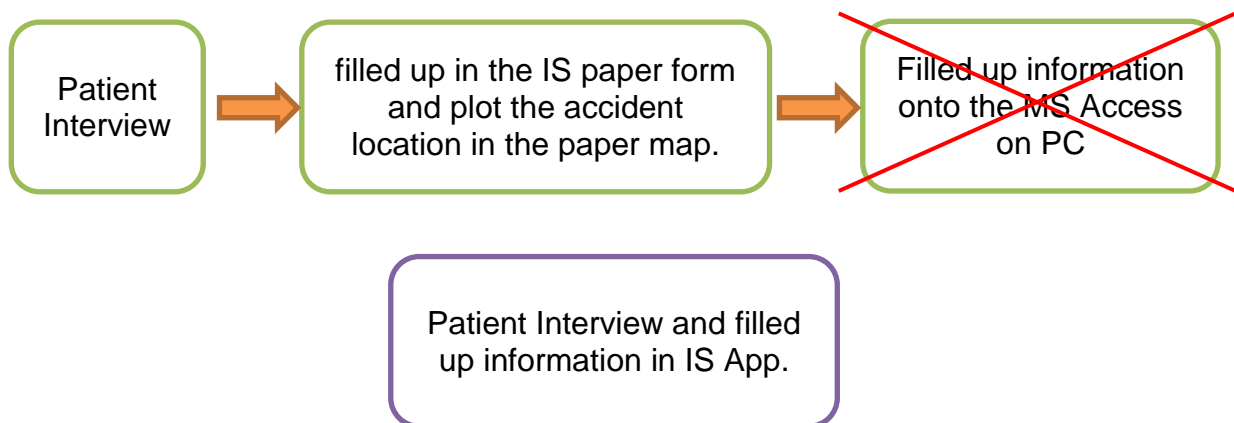 Patient
Interview
filled up in the IS paper form
and plot the accident
location in the paper map.
Filled up information
onto the MS Access
on PC
Patient Interview and filled
up information in IS App.